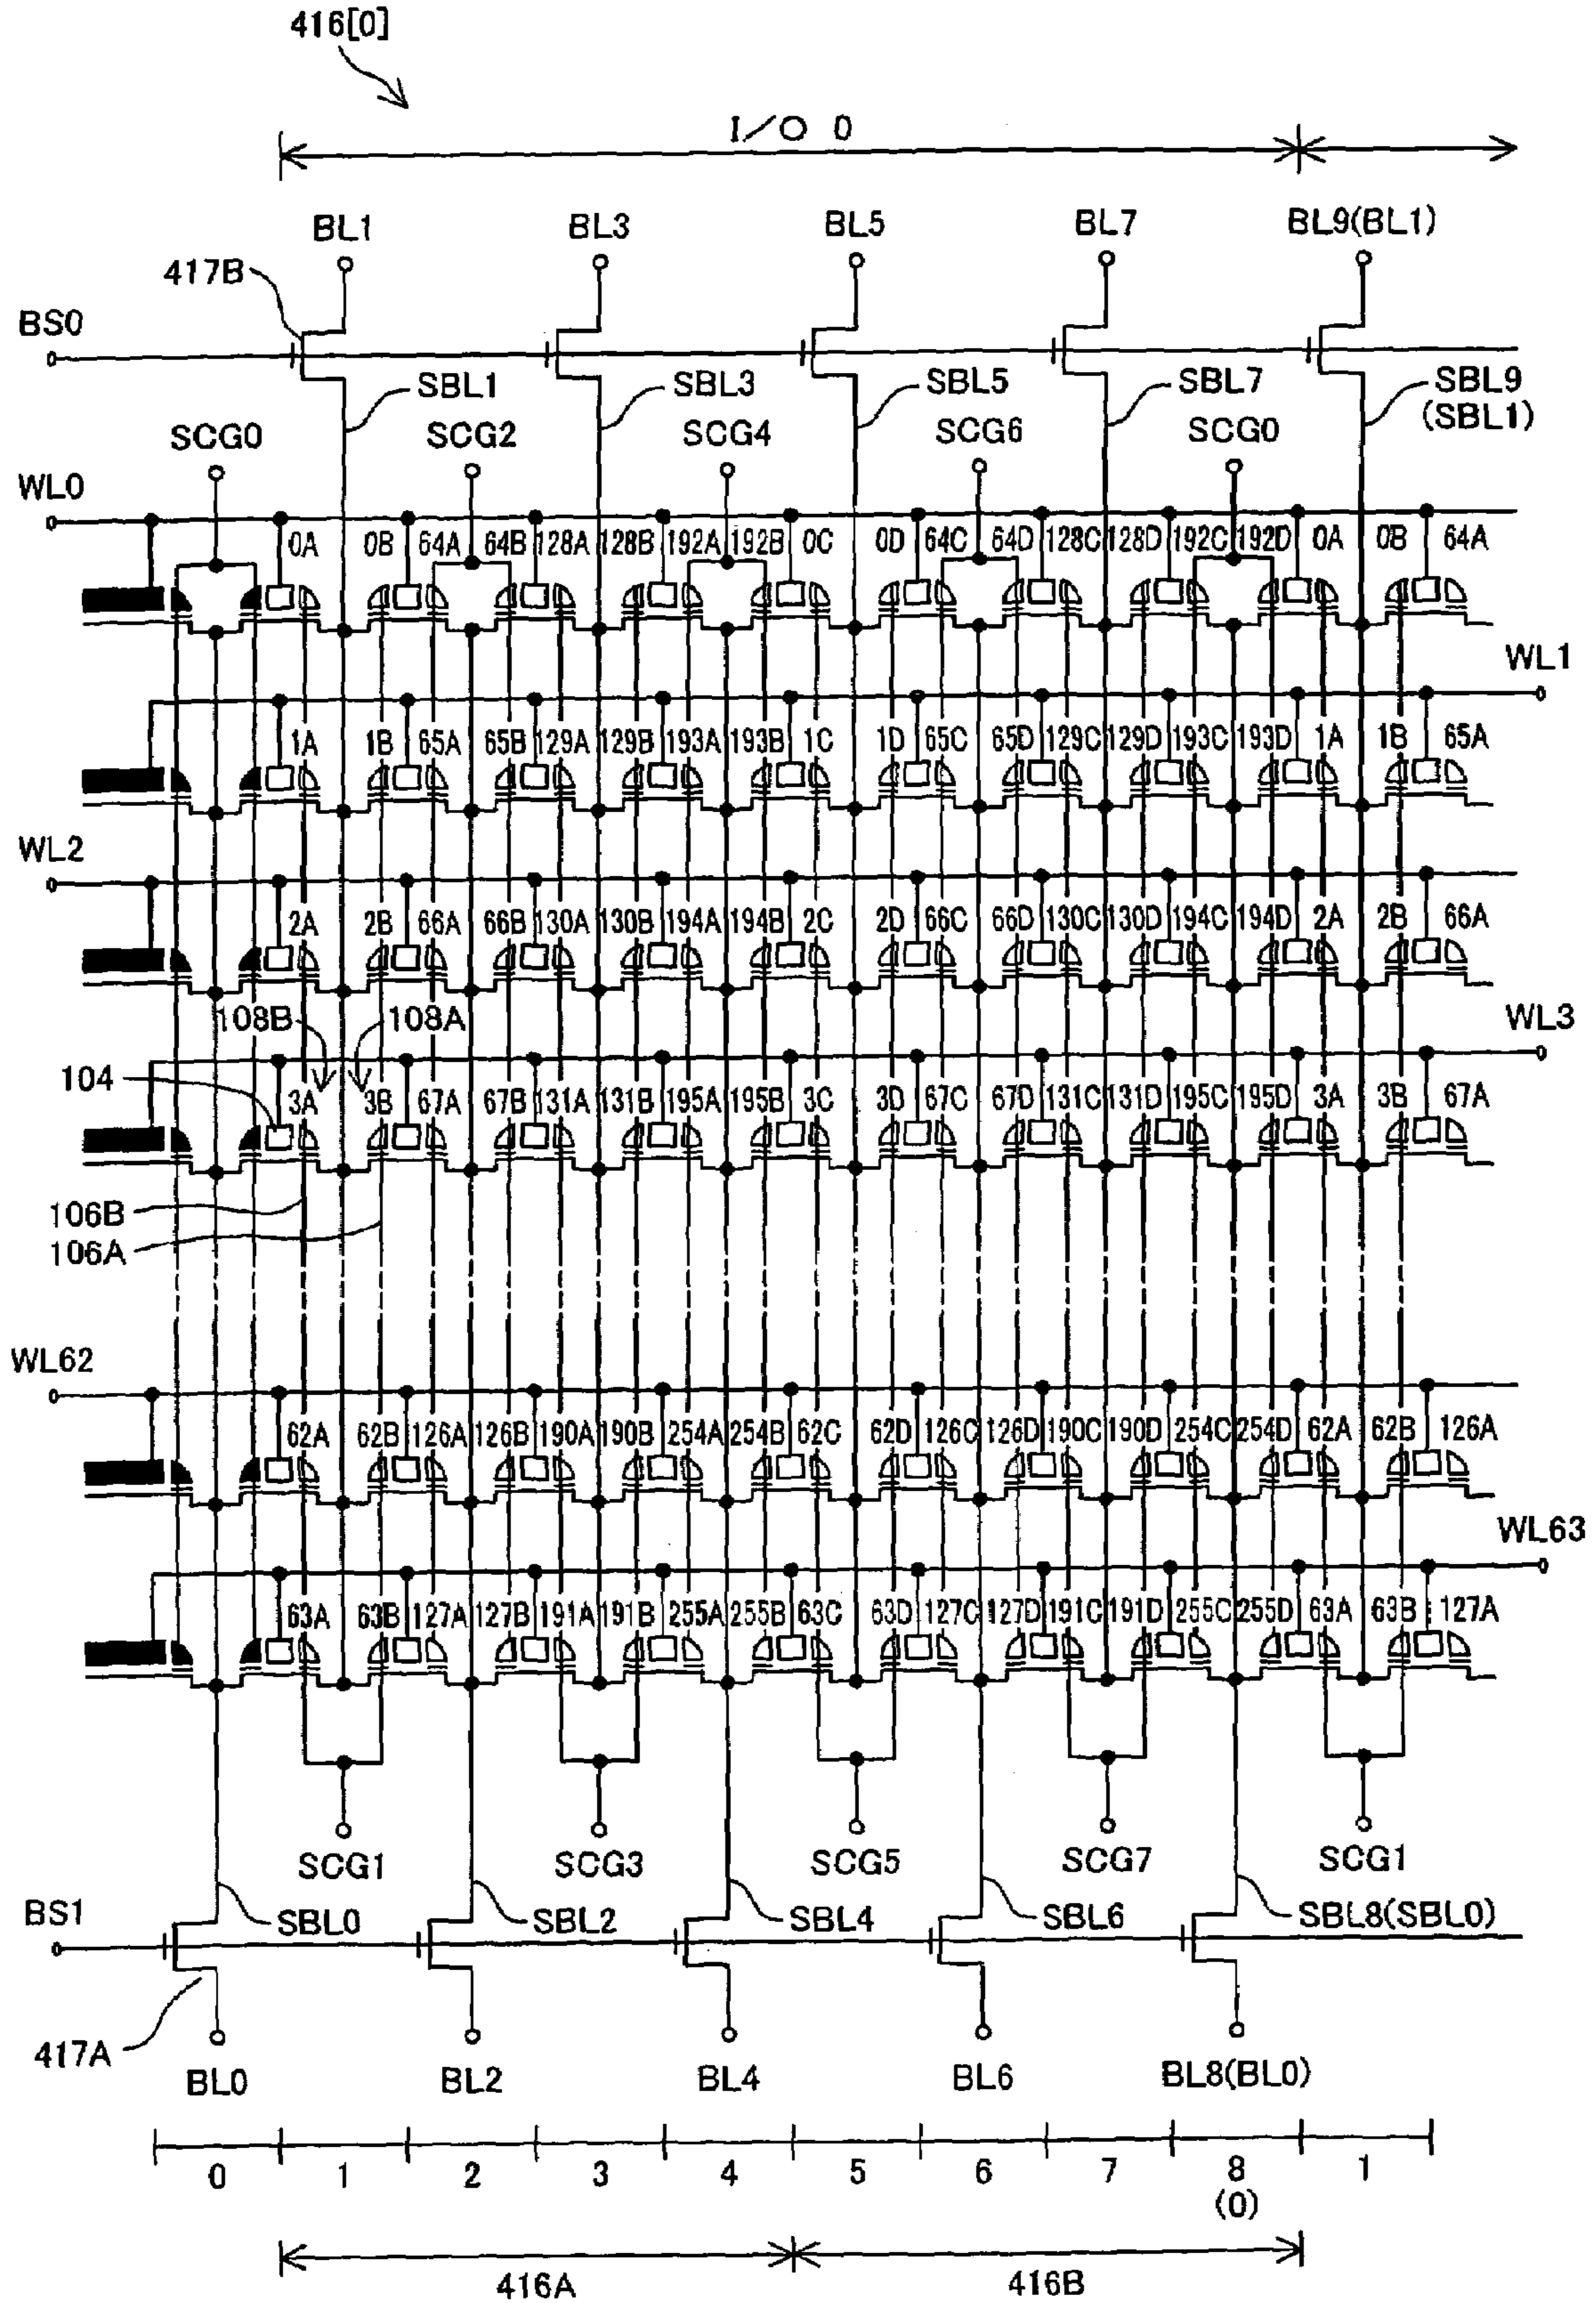 416[0]
I/O 0
BL1 BL3 BL5 BL7 BL9(BL1)
417B
BS0
SBL1 SBL3 SBL5 SBL7 SBL9
(SBL1)
SCG0 SCG2 SCG4 SCG6 SCG0
WL0
0A 0B 64A 64B 128A 128B 192A 192B 0C 0D 64C 64D 128C 128D 192C 192D 0A 0B 64A
WL1
1A 1B 65A 65B 129A 129B 193A 193B 1C 1D 65C 65D 129C 129D 193C 193D 1A 1B 65A
WL2
2A 2B 66A 66B 130A 130B 194A 194B 2C 2D 66C 66D 130C 130D 194C 194D 2A 2B 66A
108B 108A
WL3
104
3A 3B 67A 67B 131A 131B 195A 195B 3C 3D 67C 67D 131C 131D 195C 195D 3A 3B 67A
106B
106A
WL62
62A 62B 126A 126B 190A 190B 254A 254B 62C 62D 126C 126D 190C 190D 254C 254D 62A 62B 126A
WL63
63A 63B 127A 127B 191A 191B 255A 255B 63C 63D 127C 127D 191C 191D 255C 255D 63A 63B 127A
SCG1 SCG3 SCG5 SCG7 SCG1
BS1
SBL0 SBL2 SBL4 SBL6 SBL8(SBL0)
417A
BL0 BL2 BL4 BL6 BL8(BL0)
0 1 2 3 4 5 6 7 8 1
(0)
416A 416B